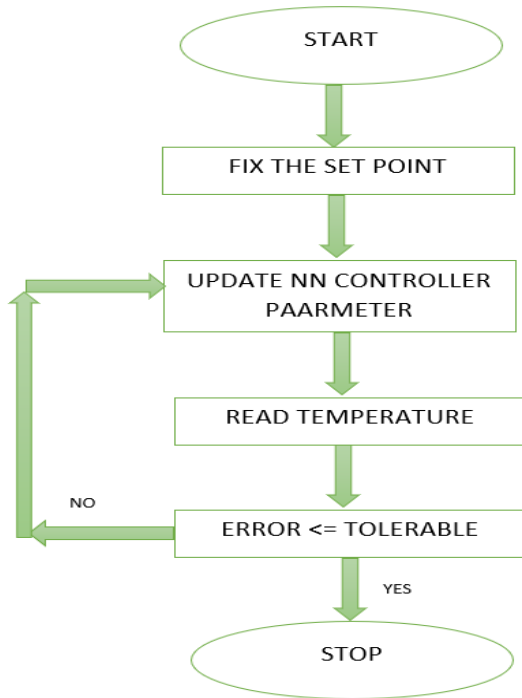 START
FIX THE SET POINT
UPDATE NN CONTROLLER
PAARMETER
READ TEMPERATURE
NO
ERROR <= TOLERABLE
YES
STOP